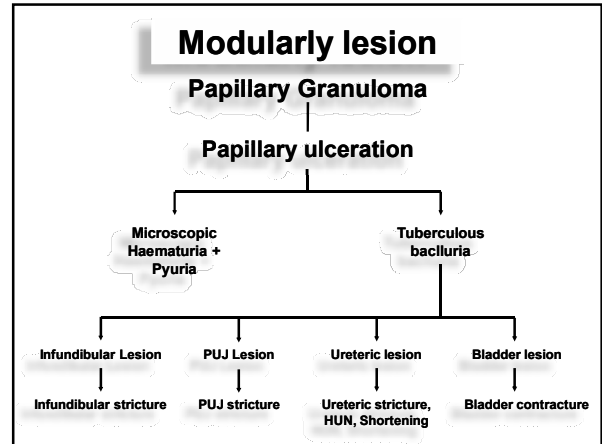 Modularly lesion
Papillary Granuloma
Papillary ulceration
Microscopic
Haematuria +
Pyuria
Tuberculous
baclluria
Infundibular Lesion
PUJ Lesion
Ureteric lesion
Bladder lesion
Infundibular stricture
PUJ stricture
Ureteric stricture,
HUN, Shortening
Bladder contracture